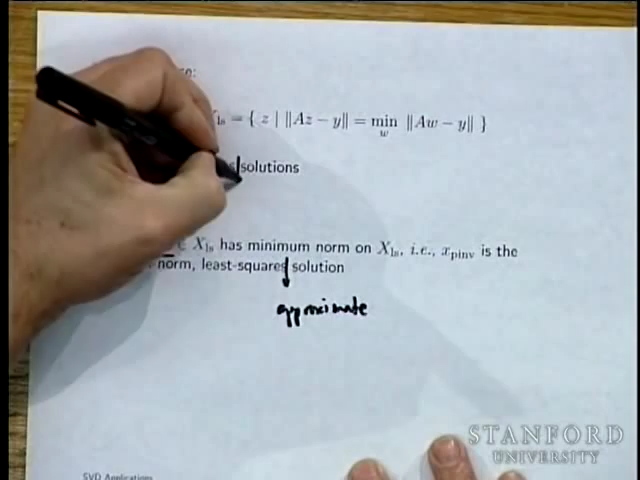 X_ls = { z | ‖Az − y‖ = min_w ‖Aw − y‖ }
solutions
∈ X_ls has minimum norm on X_ls, i.e., x_pinv is the
norm, least-squares solution
approximate
SVD Applications
STANFORD
UNIVERSITY